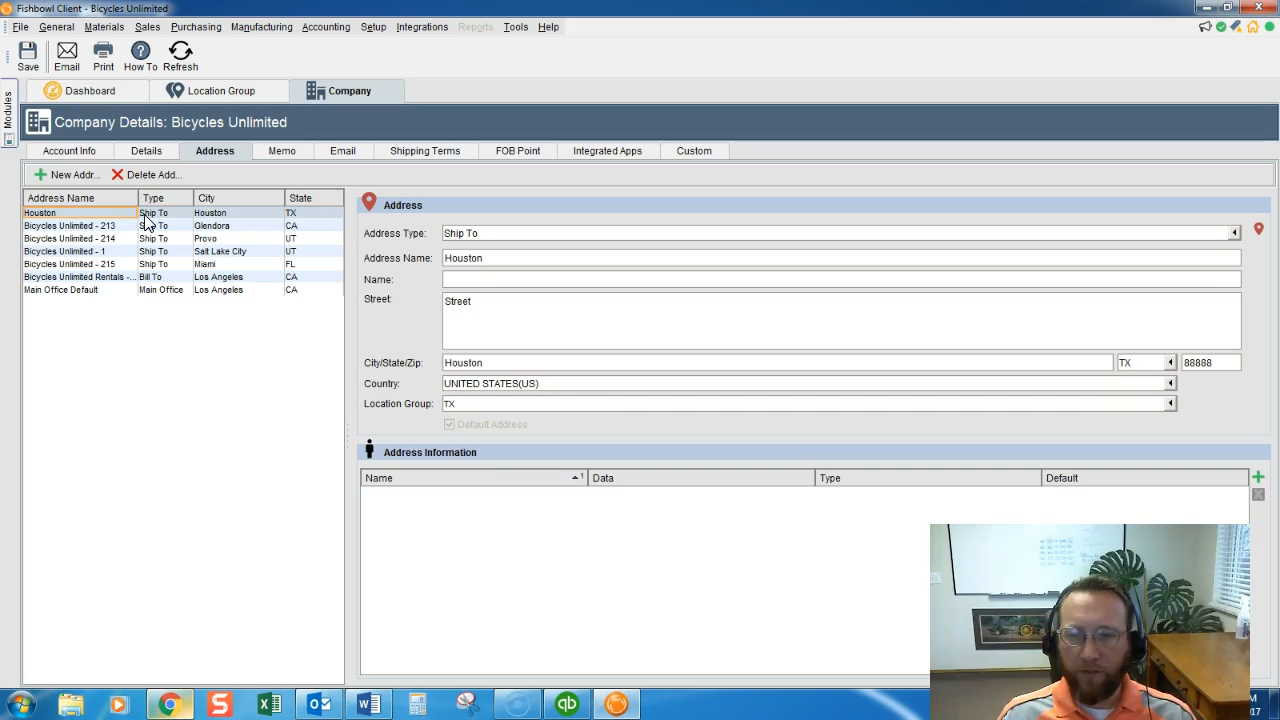 Fishbowl Client - Bicycles Unlimited
File General Materials Sales Purchasing Manufacturing Accounting Setup Integrations Reports Tools Help
Save Email Print How To Refresh
Modules
Dashboard Location Group Company
Company Details: Bicycles Unlimited
Account Info Details Address Memo Email Shipping Terms FOB Point Integrated Apps Custom
New Addr... Delete Add...
Address Name Type City State
Houston Ship To Houston TX
Bicycles Unlimited - 213 Ship To Glendora CA
Bicycles Unlimited - 214 Ship To Provo UT
Bicycles Unlimited - 1 Ship To Salt Lake City UT
Bicycles Unlimited - 215 Ship To Miami FL
Bicycles Unlimited Rentals -... Bill To Los Angeles CA
Main Office Default Main Office Los Angeles CA
Address
Address Type: Ship To
Address Name: Houston
Name:
Street: Street
City/State/Zip: Houston TX 88888
Country: UNITED STATES(US)
Location Group: TX
Default Address
Address Information
Name 1 Data Type Default